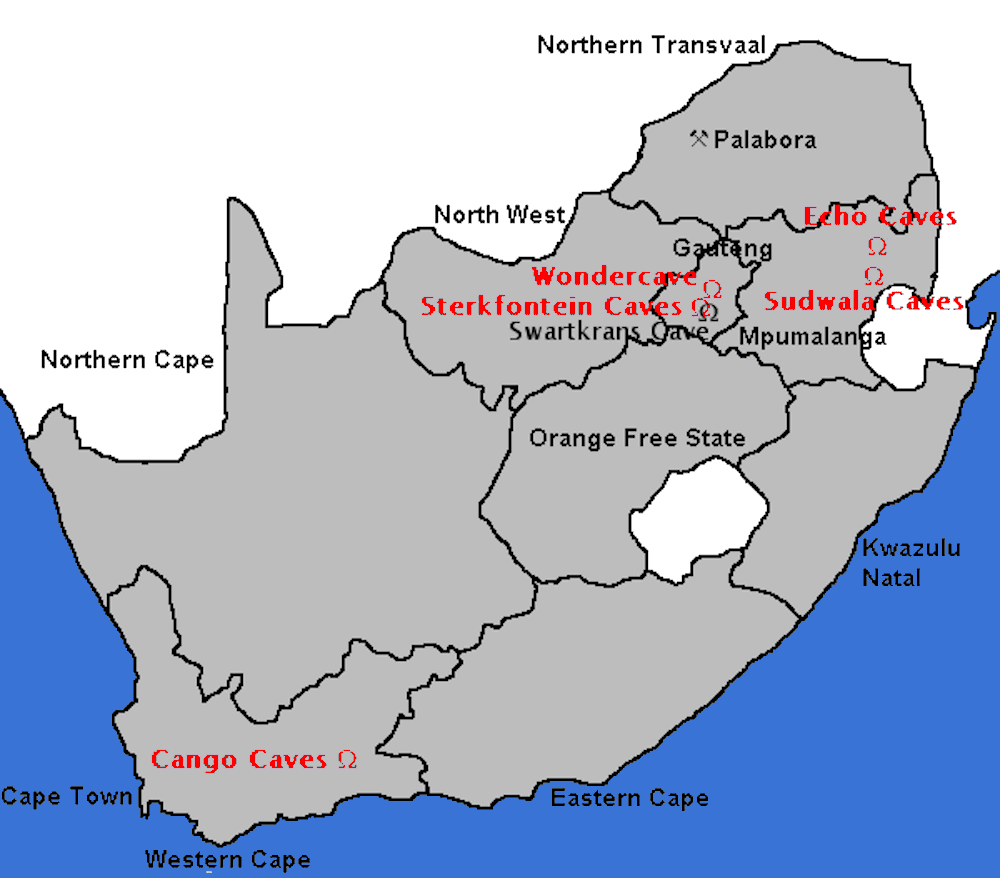 Northern Transvaal
⚒ Palabora
North West
Echo Caves
Ω
Gauteng
Wondercave Ω
Ω
Sterkfontein Caves Ω
Sudwala Caves
Swartkrans Cave Ω
Mpumalanga
Northern Cape
Orange Free State
Kwazulu
Natal
Cango Caves Ω
Cape Town
Eastern Cape
Western Cape